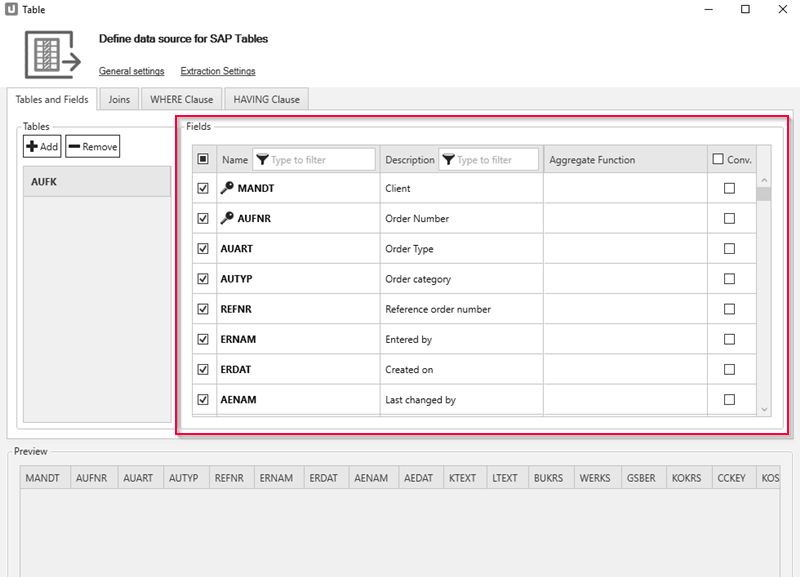 Table
Define data source for SAP Tables
General settings Extraction Settings
Tables and Fields Joins WHERE Clause HAVING Clause
Tables
Add Remove
AUFK
Fields
Name Type to filter Description Type to filter Aggregate Function Conv.
MANDT Client
AUFNR Order Number
AUART Order Type
AUTYP Order category
REFNR Reference order number
ERNAM Entered by
ERDAT Created on
AENAM Last changed by
Preview
MANDT AUFNR AUART AUTYP REFNR ERNAM ERDAT AENAM AEDAT KTEXT LTEXT BUKRS WERKS GSBER KOKRS CCKEY KOS